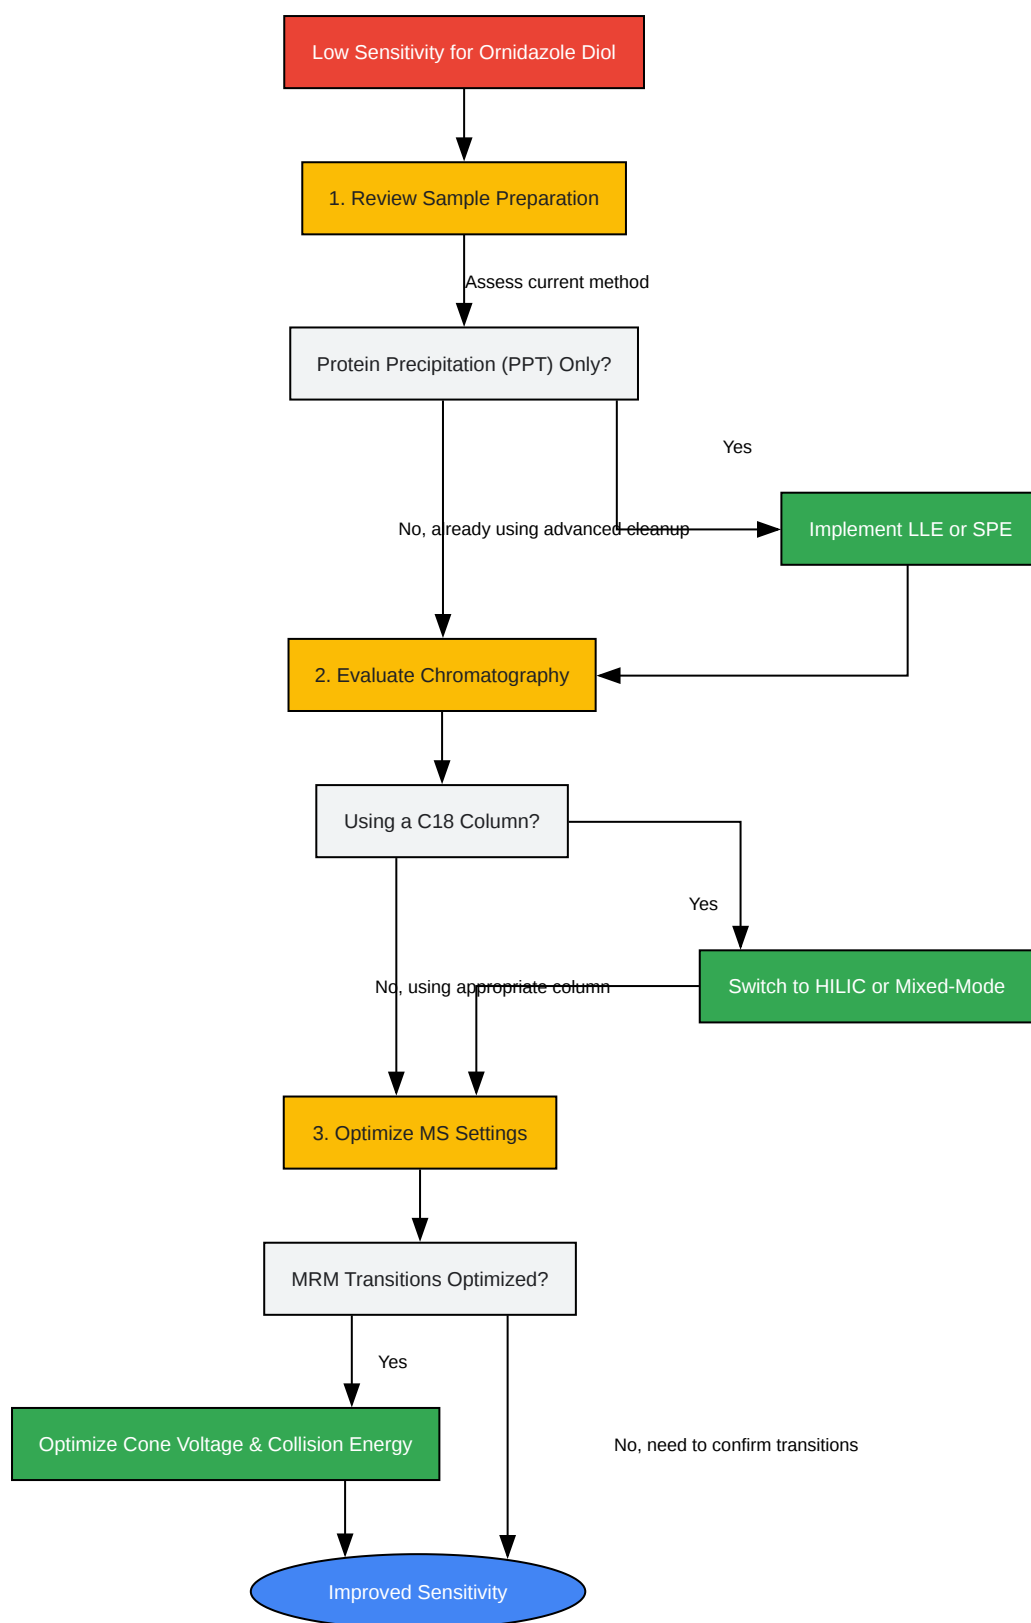 Low Sensitivity for Ornidazole Diol
1. Review Sample Preparation
Assess current method
Protein Precipitation (PPT) Only?
Yes
No, already using advanced cleanup
Implement LLE or SPE
2. Evaluate Chromatography
Using a C18 Column?
Yes
No, using appropriate column
Switch to HILIC or Mixed-Mode
3. Optimize MS Settings
MRM Transitions Optimized?
Yes
Optimize Cone Voltage & Collision Energy
No, need to confirm transitions
Improved Sensitivity